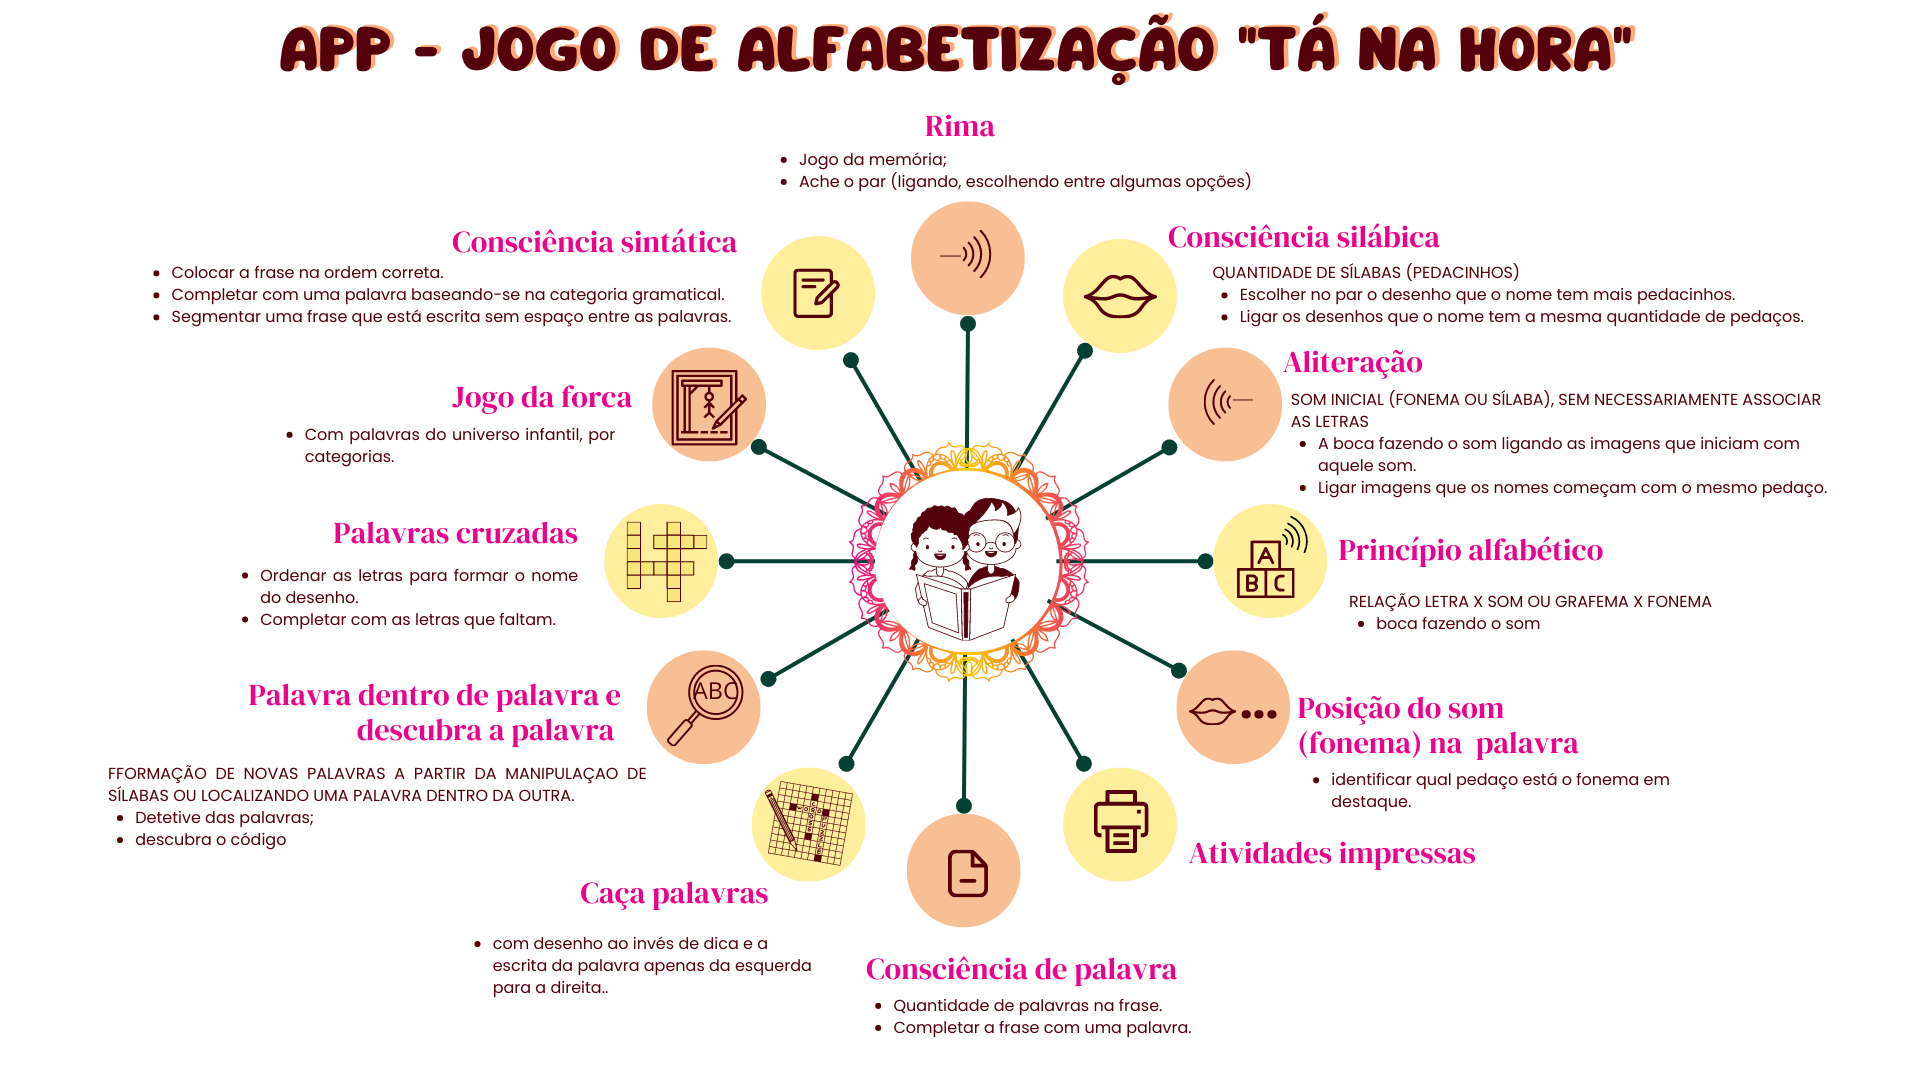 APP - JOGO DE ALFABETIZAÇÃO "TÁ NA HORA"
Rima
Jogo da memória;
Ache o par (ligando, escolhendo entre algumas opções)
Consciência silábica
QUANTIDADE DE SÍLABAS (PEDACINHOS)
Escolher no par o desenho que o nome tem mais pedacinhos.
Ligar os desenhos que o nome tem a mesma quantidade de pedaços.
Aliteração
SOM INICIAL (FONEMA OU SÍLABA), SEM NECESSARIAMENTE ASSOCIAR
AS LETRAS
A boca fazendo o som ligando as imagens que iniciam com
aquele som.
Ligar imagens que os nomes começam com o mesmo pedaço.
A
B C
Princípio alfabético
RELAÇÃO LETRA X SOM OU GRAFEMA X FONEMA
boca fazendo o som
Posição do som
(fonema) na palavra
identificar qual pedaço está o fonema em
destaque.
Atividades impressas
Consciência de palavra
Quantidade de palavras na frase.
Completar a frase com uma palavra.
Caça palavras
com desenho ao invés de dica e a
escrita da palavra apenas da esquerda
para a direita..
ABC
Palavra dentro de palavra e
descubra a palavra
FFORMAÇÃO DE NOVAS PALAVRAS A PARTIR DA MANIPULAÇAO DE
SÍLABAS OU LOCALIZANDO UMA PALAVRA DENTRO DA OUTRA.
Detetive das palavras;
descubra o código
Palavras cruzadas
Ordenar as letras para formar o nome
do desenho.
Completar com as letras que faltam.
Jogo da forca
Com palavras do universo infantil, por
categorias.
Consciência sintática
Colocar a frase na ordem correta.
Completar com uma palavra baseando-se na categoria gramatical.
Segmentar uma frase que está escrita sem espaço entre as palavras.